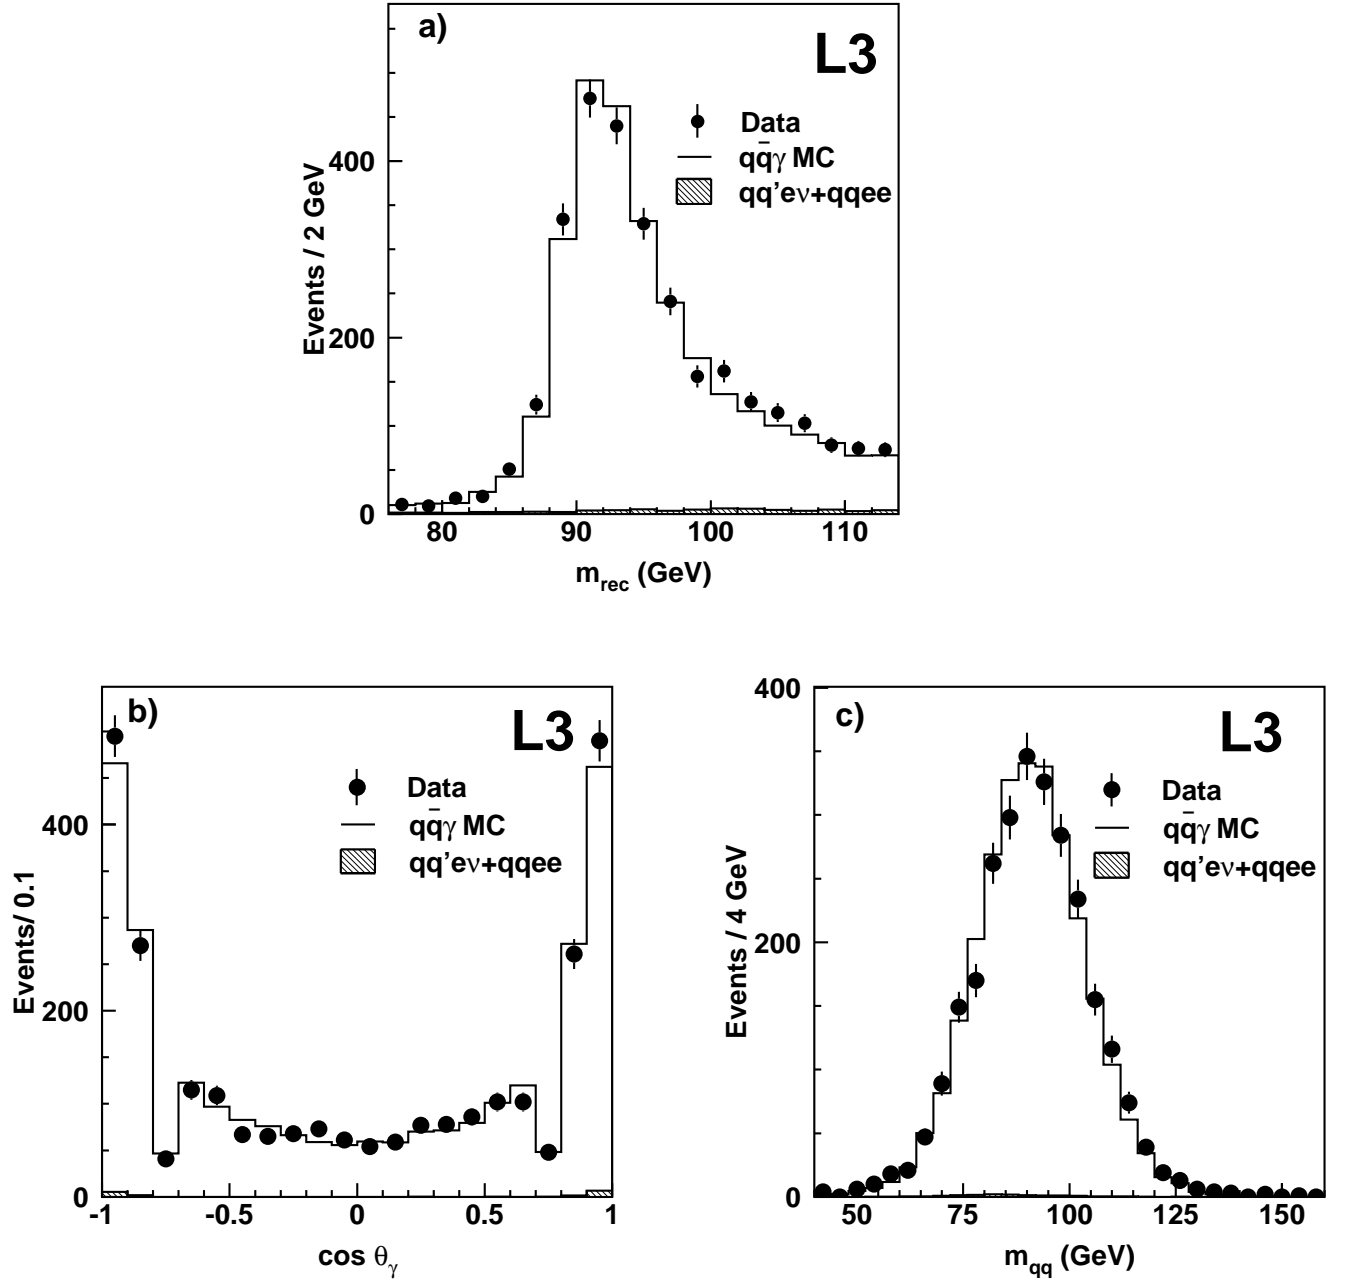 a)
L3
Data
qq̄γ MC
qq’eν+qqee
Events / 2 GeV
400
200
0
80 90 100 110
m_rec (GeV)
b)
L3
Data
qq̄γ MC
qq’eν+qqee
Events/ 0.1
400
200
0
-1 -0.5 0 0.5 1
cos θ_γ
c)
L3
Data
qq̄γ MC
qq’eν+qqee
Events / 4 GeV
400
200
0
50 75 100 125 150
m_qq (GeV)